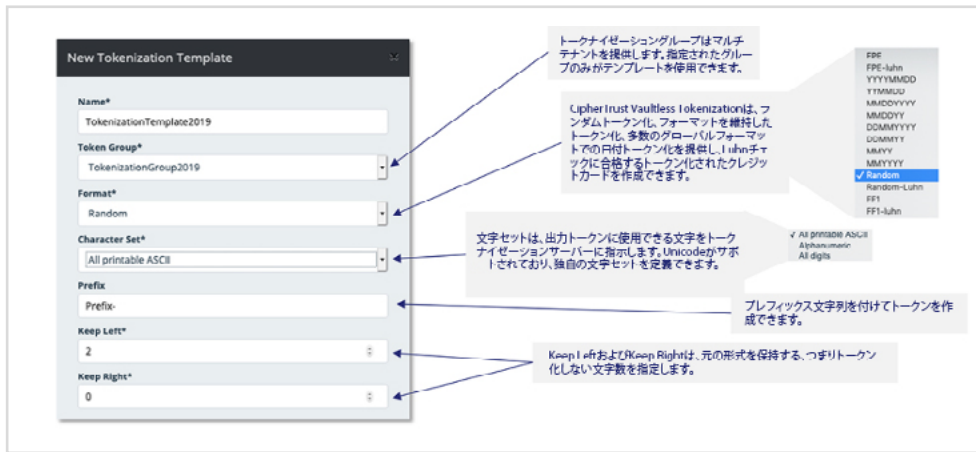 New Tokenization Template
Name*
TokenizationTemplate2019
Token Group*
TokenizationGroup2019
Format*
Random
Character Set*
All printable ASCII
Prefix
Prefix-
Keep Left*
2
Keep Right*
0
トークナイゼーショングループはマルチ
テナントを提供します。指定されたグルー
プのみがテンプレートを使用できます。
CipherTrust Vaultless Tokenizationは、ラ
ンダムトークン化、フォーマットを維持した
トークン化、多数のグローバルフォーマッ
トでの日付トークン化を提供し、Luhnチェ
ックに合格するトークン化されたクレジッ
トカードを作成できます。
文字セットは、出力トークンに使用できる文字をトーク
ナイゼーションサーバーに指示します。Unicodeがサポ
ートされており、独自の文字セットを定義できます。
プレフィックス文字列を付けてトークンを作
成できます。
Keep LeftおよびKeep Rightは、元の形式を保持する、つまりトークン
化しない文字数を指定します。
FPE
FPE-luhn
YYYYMMDD
YYMMDD
MMDDYYYY
MMDDYY
DDMMYYYY
DDMMYY
MMYY
MMYYYY
✓ Random
Random-Luhn
FF1
FF1-luhn
✓ All printable ASCII
Alphanumeric
All digits